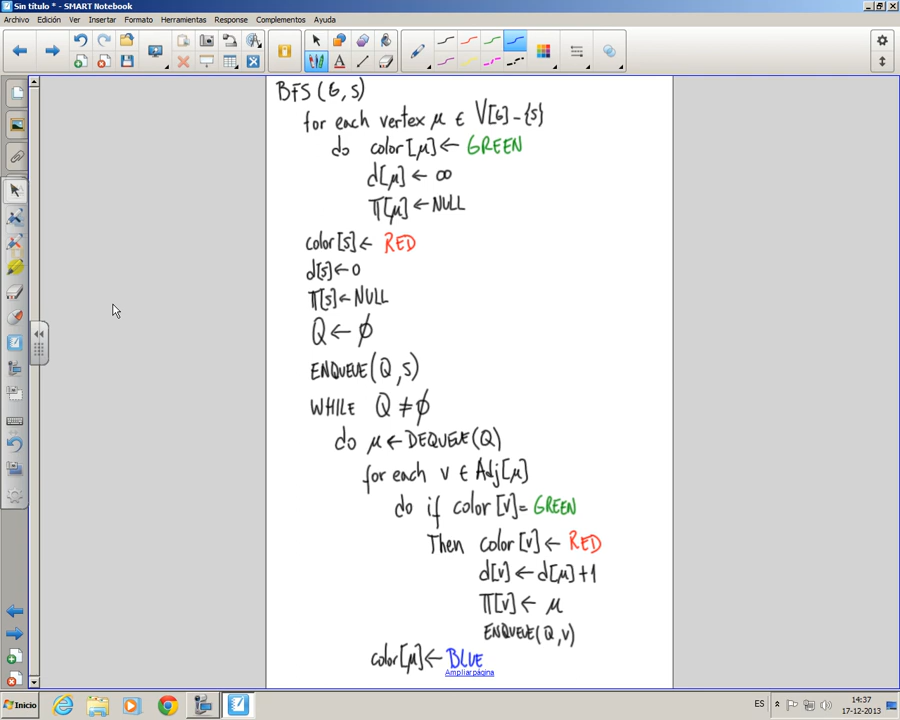 Sin título * - SMART Notebook
Archivo Edición Ver Insertar Formato Herramientas Response Complementos Ayuda
BFS (G, S)
for each vertex μ ∈ V[G] - {S}
do color[μ] ← GREEN
d[μ] ← ∞
π[μ] ← NULL
color[S] ← RED
d[S] ← 0
π[S] ← NULL
Q ← ∅
ENQUEUE(Q, S)
WHILE Q ≠ ∅
do μ ← DEQUEUE(Q)
for each v ∈ Adj[μ]
do if color[v] = GREEN
Then color[v] ← RED
d[v] ← d[μ] + 1
π[v] ← μ
ENQUEUE(Q, v)
color[μ] ← BLUE
Ampliar página
Inicio
ES
14:37
17-12-2013